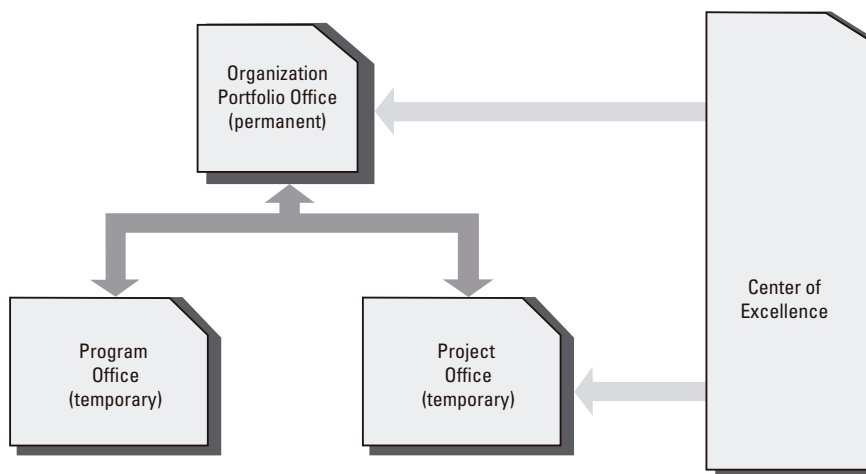 Organization
Portfolio Office
(permanent)
Program
Office
(temporary)
Project
Office
(temporary)
Center of
Excellence